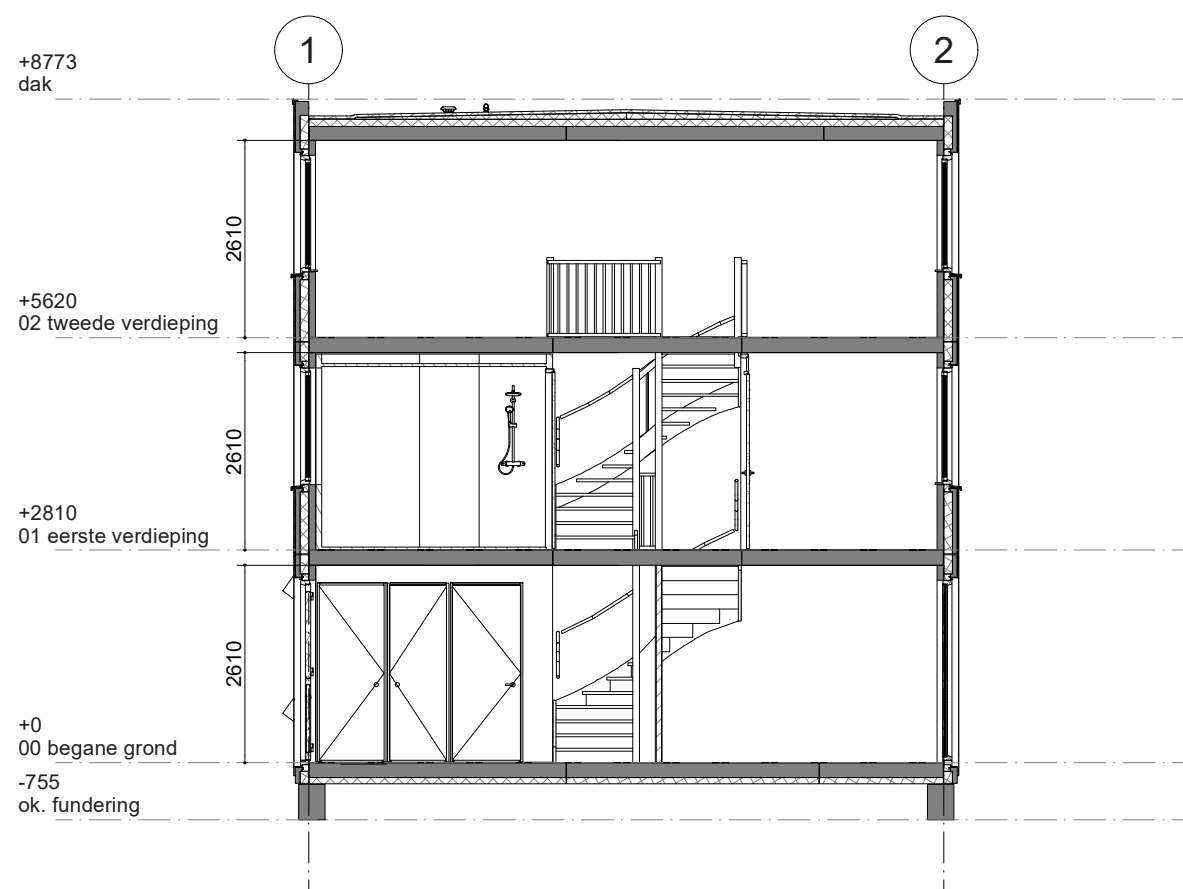 1
2
+8773
dak
2610
+5620
02 tweede verdieping
2610
+2810
01 eerste verdieping
2610
+0
00 begane grond
-755
ok. fundering